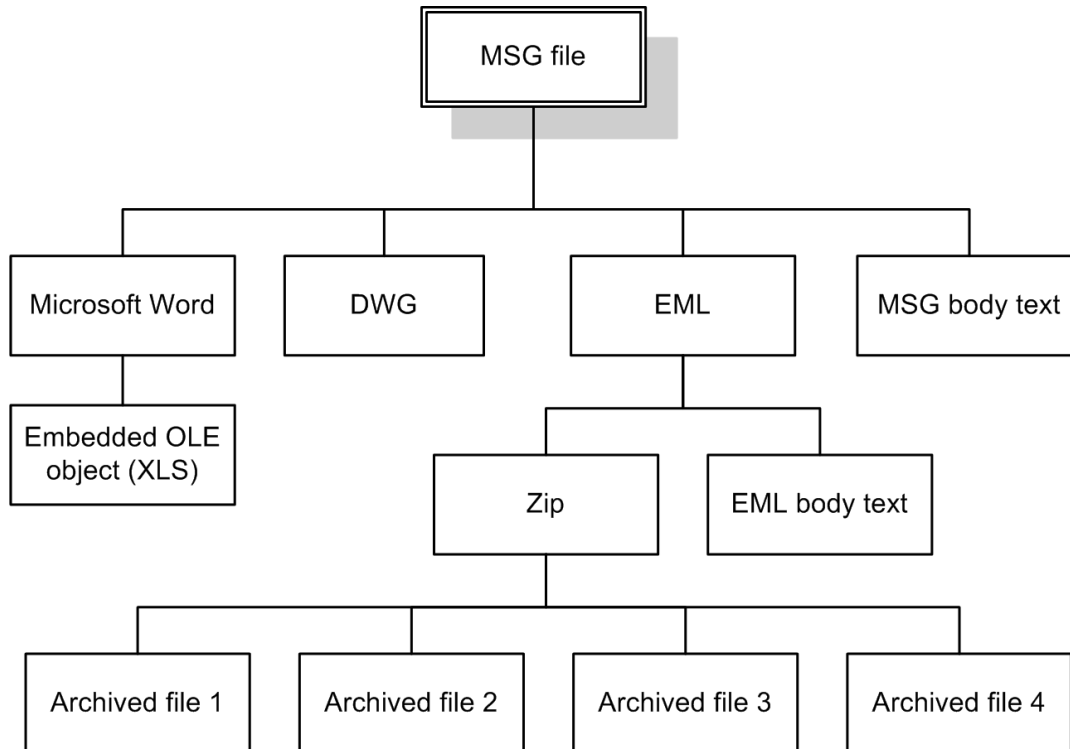 MSG file
Microsoft Word
DWG
EML
MSG body text
Embedded OLE
object (XLS)
Zip
EML body text
Archived file 1
Archived file 2
Archived file 3
Archived file 4